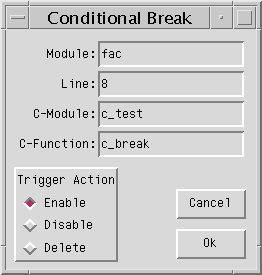 Conditional Break
Module: fac
Line: 8
C-Module: c_test
C-Function: c_break
Trigger Action
Enable
Disable
Delete
Cancel
Ok